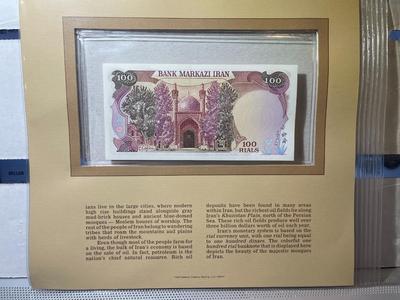 BANK MARKAZI IRAN
100
100
100
RIALS
ians live in the large cities, where modern
high rise buildings stand alongside gray
mud-brick houses and ancient blue-domed
mosques — Moslem houses of worship. The
rest of the people of Iran belong to wandering
tribes that roam the mountains and plains
with herds of livestock.
Even though most of the people farm for
a living, the bulk of Iran's economy is based
on the sale of oil. In fact, petroleum is the
nation's chief natural resource. Rich oil
deposits have been found in many areas
within Iran, but the richest oil fields lie along
Iran's Khuzistan Plain, north of the Persian
Sea. These rich oil fields produce well over
three billion dollars worth of oil each year.
Iran's monetary system is based on the
rial currency unit, with one rial being equal
to one hundred dinars. The colorful one
hundred rial banknote that is displayed here
depicts the beauty of the majestic mosques
of Iran.